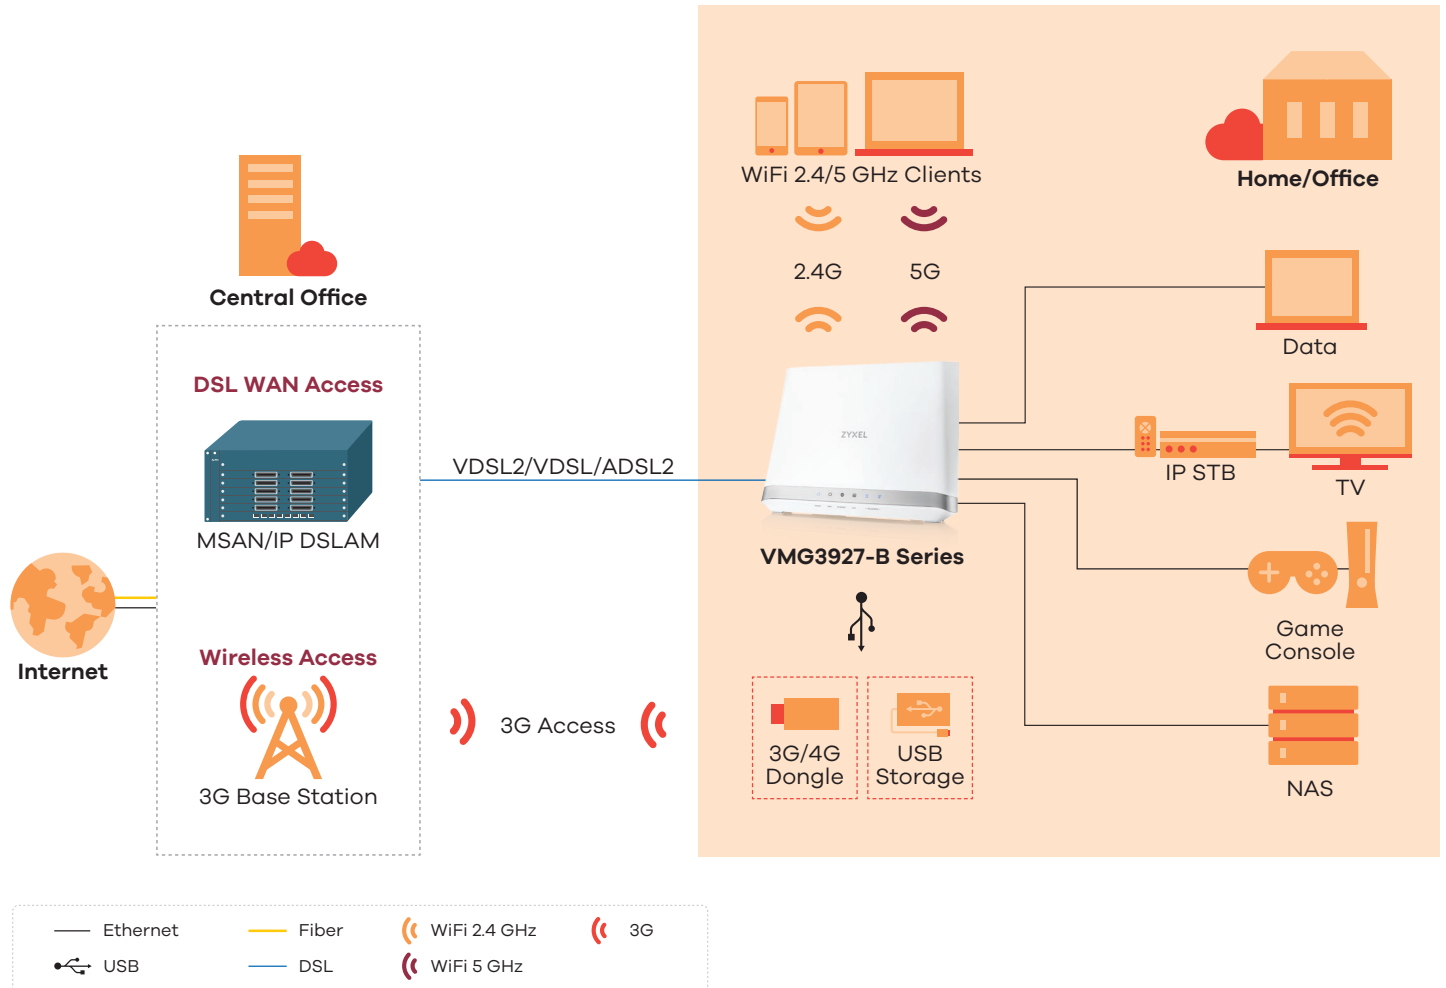 WiFi 2.4/5 GHz Clients
Home/Office
Central Office
2.4G
5G
Data
DSL WAN Access
ZYXEL
VDSL2/VDSL/ADSL2
IP STB
TV
MSAN/IP DSLAM
VMG3927-B Series
Internet
Wireless Access
Game
Console
3G Access
3G/4G
Dongle
USB
Storage
3G Base Station
NAS
Ethernet
Fiber
WiFi 2.4 GHz
3G
USB
DSL
WiFi 5 GHz